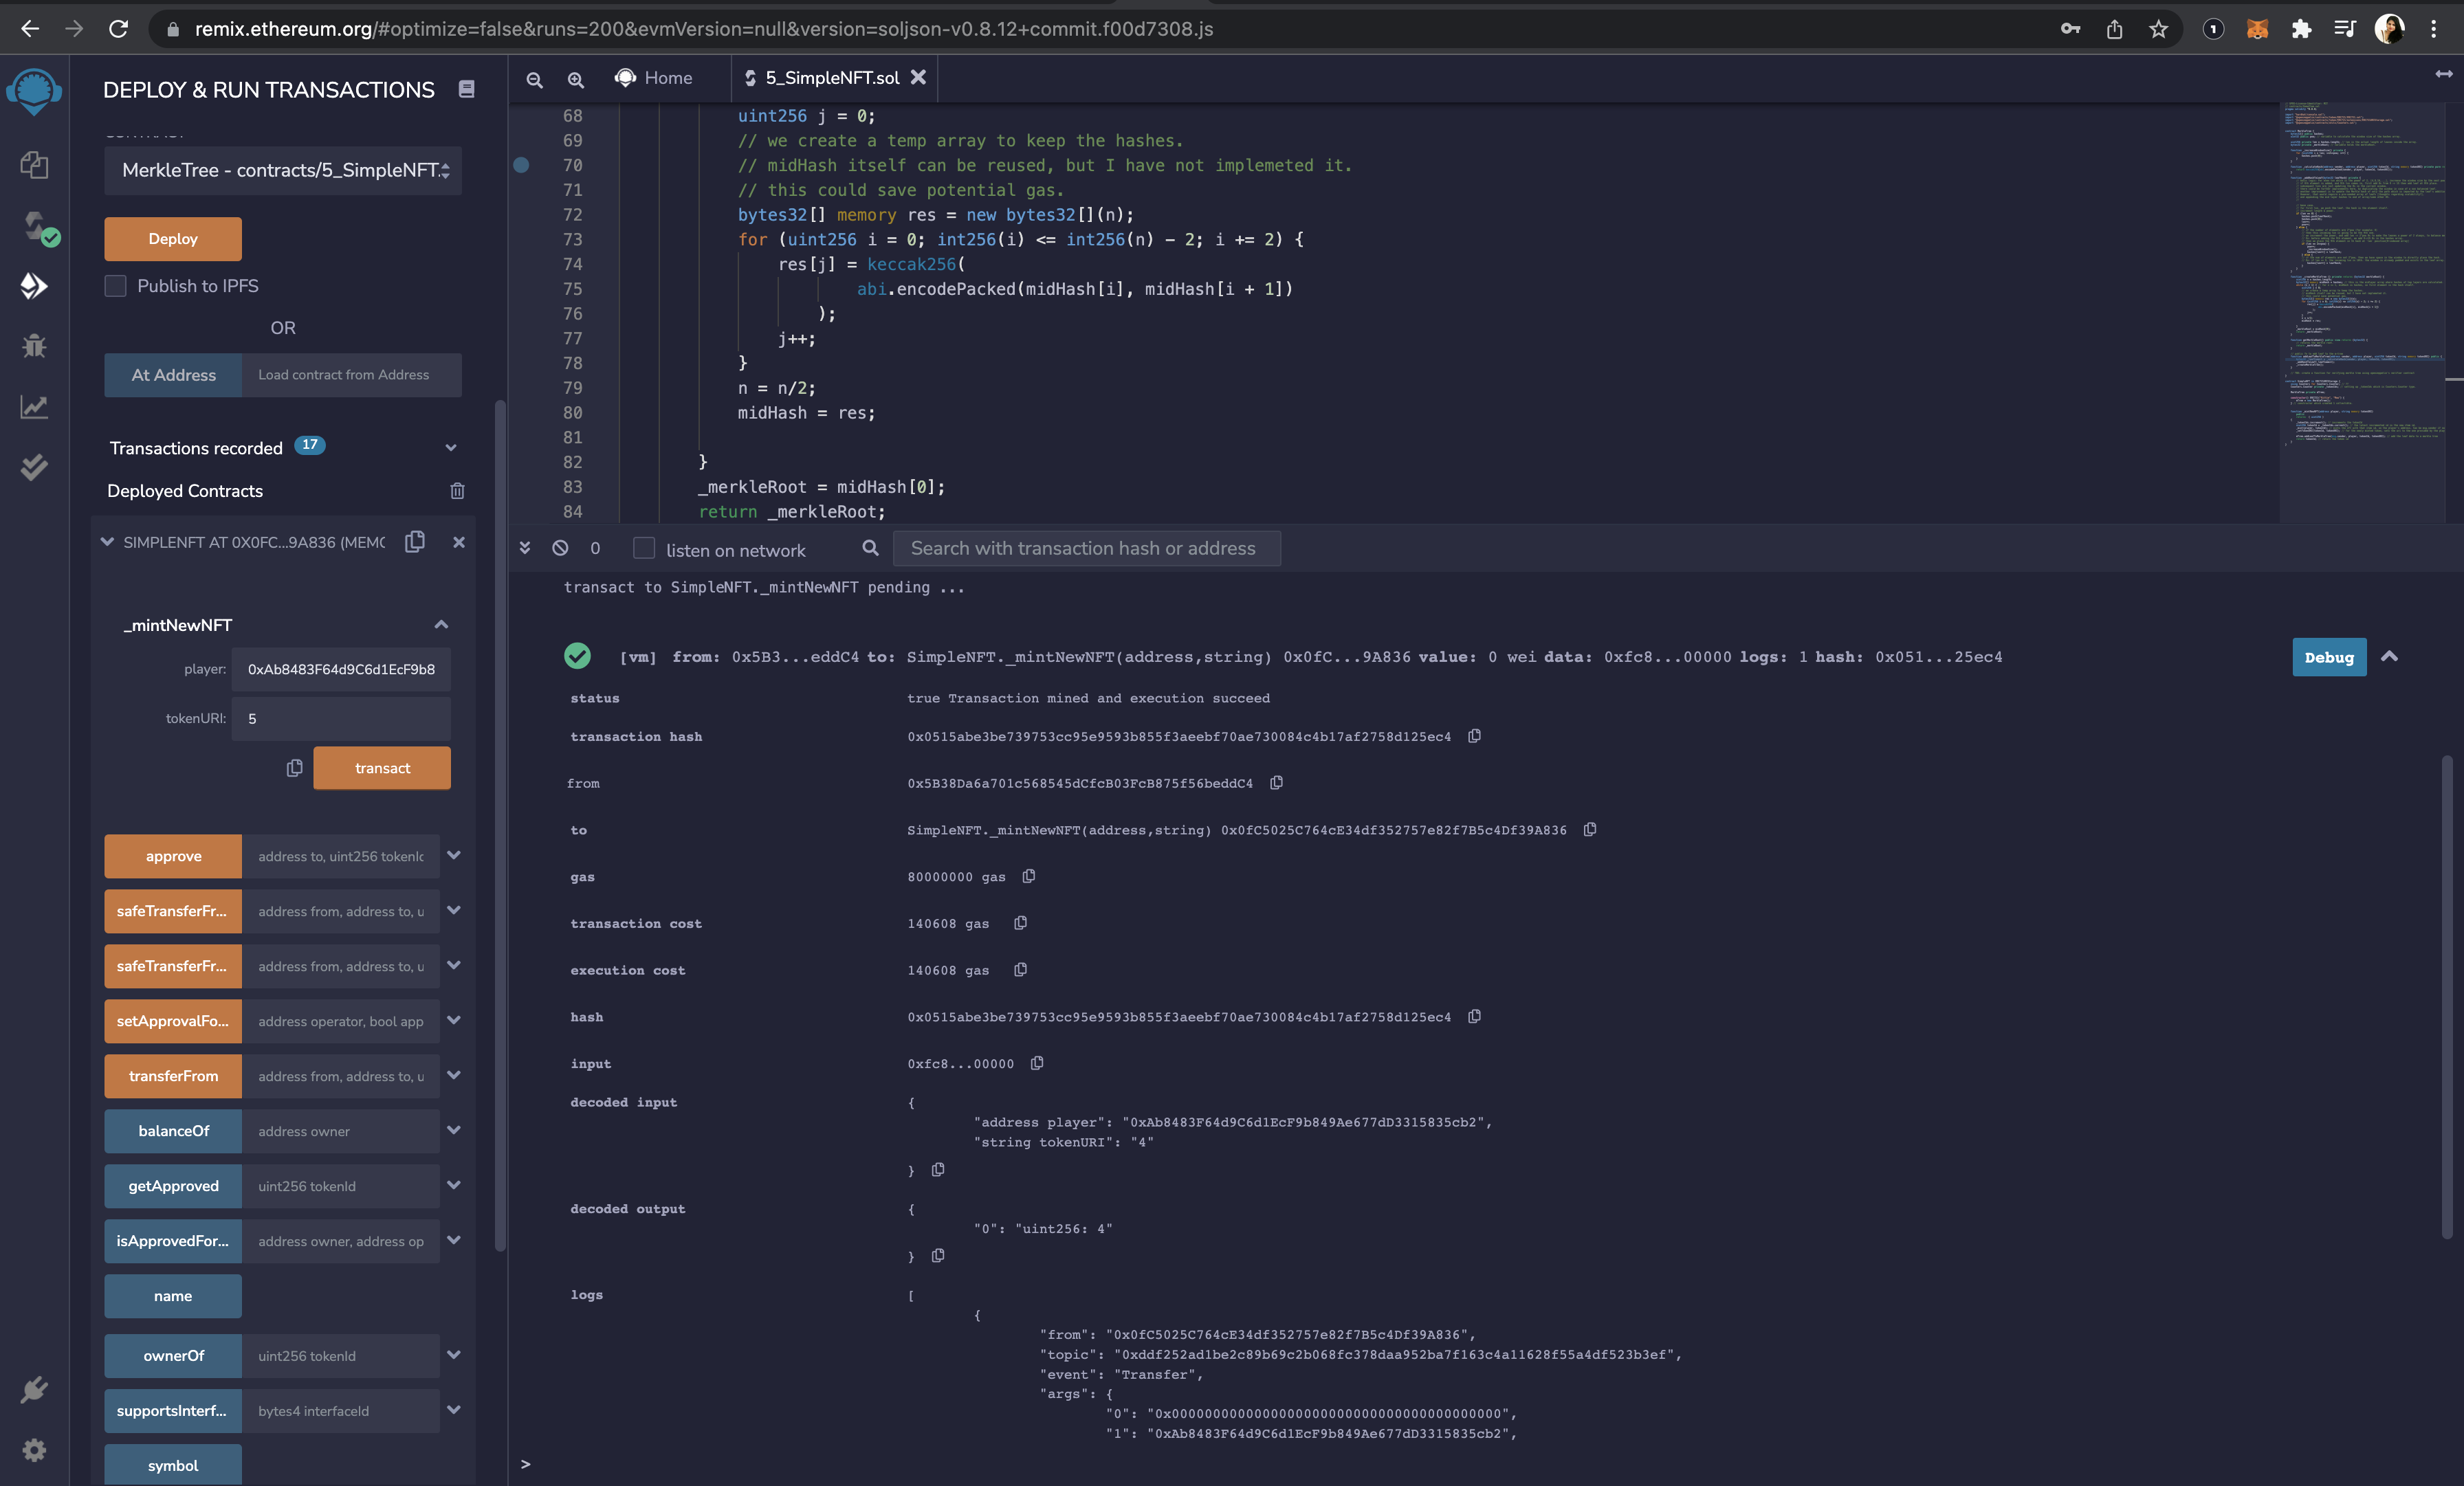 remix.ethereum.org/#optimize=false&runs=200&evmVersion=null&version=soljson-v0.8.12+commit.f00d7308.js
DEPLOY & RUN TRANSACTIONS
MerkleTree - contracts/5_SimpleNFT.
Deploy
Publish to IPFS
OR
At Address
Load contract from Address
Transactions recorded 17
Deployed Contracts
SIMPLENFT AT 0X0FC...9A836 (MEMO
_mintNewNFT
player: 0xAb8483F64d9C6d1EcF9b8
tokenURI: 5
transact
approve address to, uint256 tokenId
safeTransferFr... address from, address to, u
safeTransferFr... address from, address to, u
setApprovalFo... address operator, bool app
transferFrom address from, address to, u
balanceOf address owner
getApproved uint256 tokenId
isApprovedFor... address owner, address op
name
ownerOf uint256 tokenId
supportsInterf... bytes4 interfaceId
symbol
Home
5_SimpleNFT.sol
68 uint256 j = 0;
69 // we create a temp array to keep the hashes.
70 // midHash itself can be reused, but I have not implemeted it.
71 // this could save potential gas.
72 bytes32[] memory res = new bytes32[](n);
73 for (uint256 i = 0; int256(i) <= int256(n) - 2; i += 2) {
74 res[j] = keccak256(
75 abi.encodePacked(midHash[i], midHash[i + 1])
76 );
77 j++;
78 }
79 n = n/2;
80 midHash = res;
81
82 }
83 _merkleRoot = midHash[0];
84 return _merkleRoot;
0 listen on network Search with transaction hash or address
transact to SimpleNFT._mintNewNFT pending ...
[vm] from: 0x5B3...eddC4 to: SimpleNFT._mintNewNFT(address,string) 0x0fC...9A836 value: 0 wei data: 0xfc8...00000 logs: 1 hash: 0x051...25ec4
Debug
status true Transaction mined and execution succeed
transaction hash 0x0515abe3be739753cc95e9593b855f3aeebf70ae730084c4b17af2758d125ec4
from 0x5B38Da6a701c568545dCfcB03FcB875f56beddC4
to SimpleNFT._mintNewNFT(address,string) 0x0fC5025C764cE34df352757e82f7B5c4Df39A836
gas 80000000 gas
transaction cost 140608 gas
execution cost 140608 gas
hash 0x0515abe3be739753cc95e9593b855f3aeebf70ae730084c4b17af2758d125ec4
input 0xfc8...00000
decoded input {
"address player": "0xAb8483F64d9C6d1EcF9b849Ae677dD3315835cb2",
"string tokenURI": "4"
}
decoded output {
"0": "uint256: 4"
}
logs [
{
"from": "0x0fC5025C764cE34df352757e82f7B5c4Df39A836",
"topic": "0xddf252ad1be2c89b69c2b068fc378daa952ba7f163c4a11628f55a4df523b3ef",
"event": "Transfer",
"args": {
"0": "0x0000000000000000000000000000000000000000",
"1": "0xAb8483F64d9C6d1EcF9b849Ae677dD3315835cb2",
>